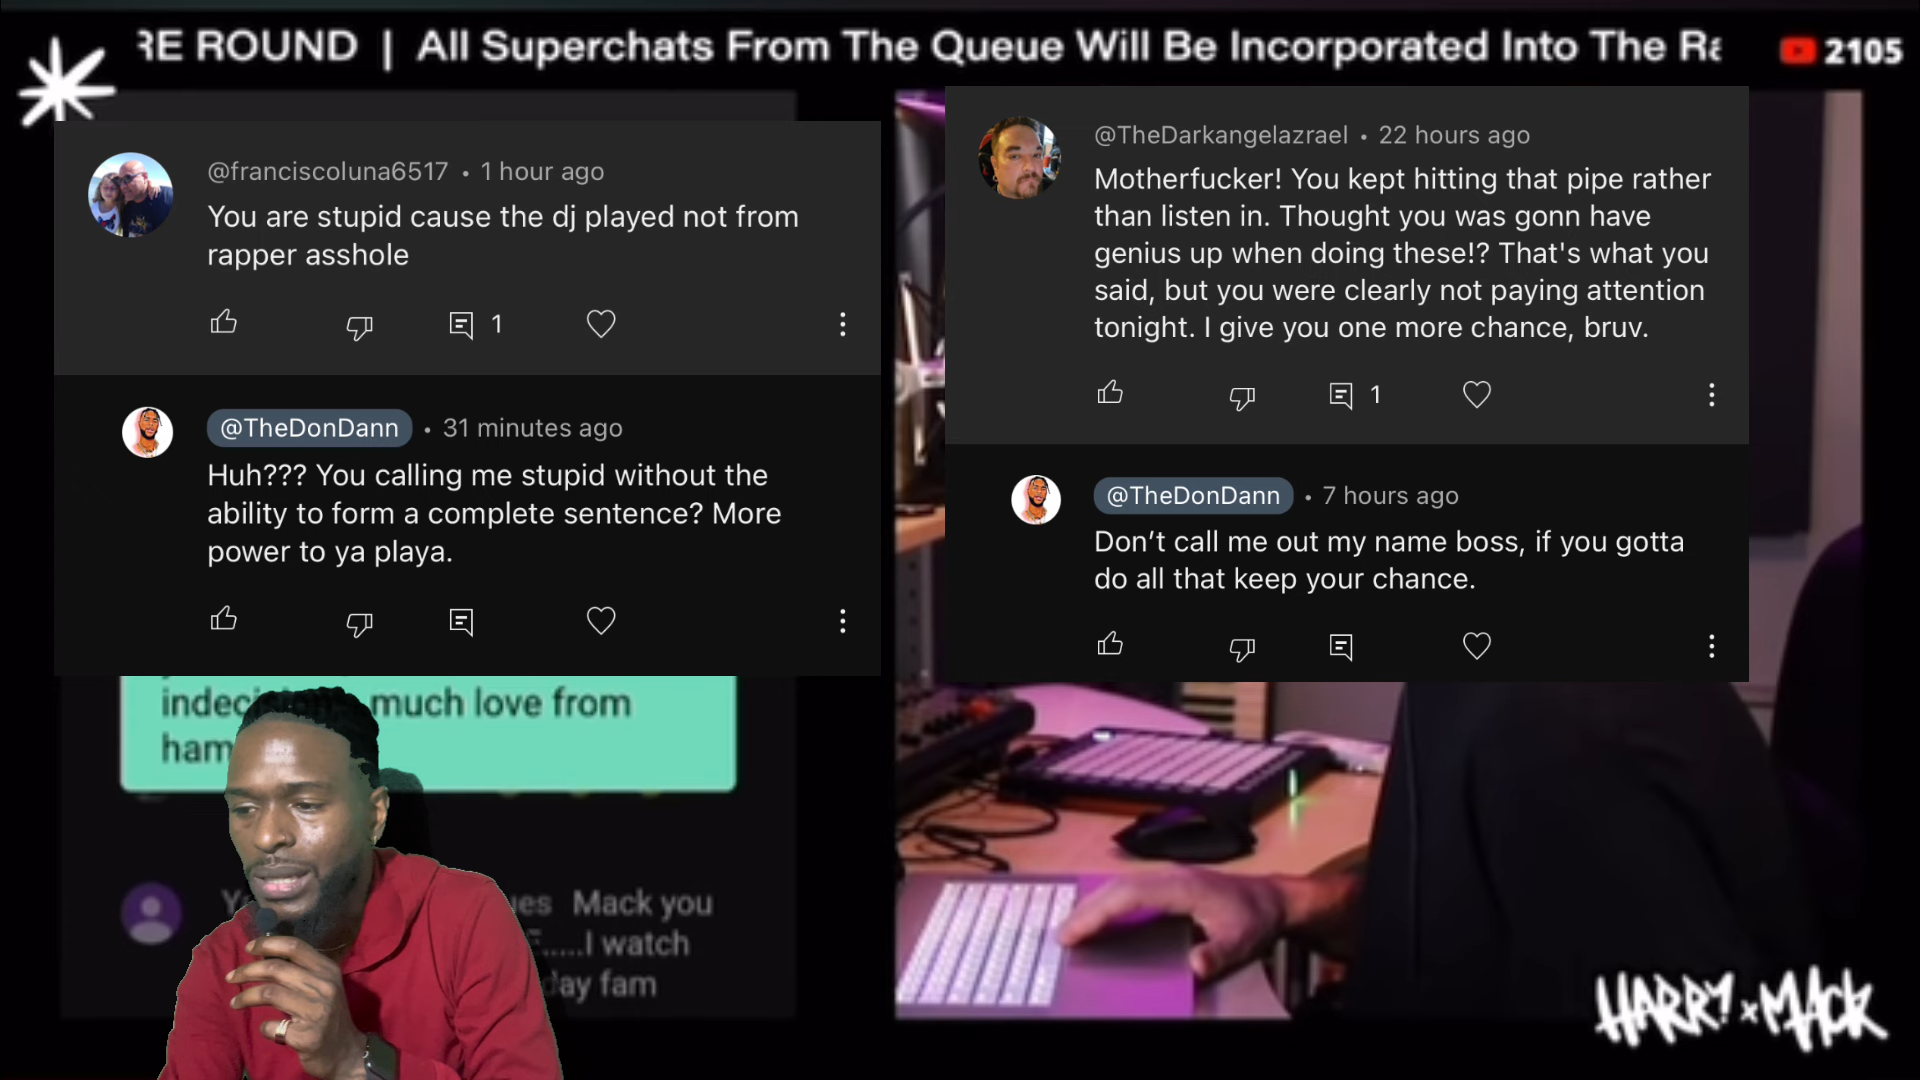 RE ROUND | All Superchats From The Queue Will Be Incorporated Into The Ra
2105
@franciscoluna6517 • 1 hour ago
You are stupid cause the dj played not from
rapper asshole
1
@TheDonDann • 31 minutes ago
Huh??? You calling me stupid without the
ability to form a complete sentence? More
power to ya playa.
@TheDarkangelazrael • 22 hours ago
Motherfucker! You kept hitting that pipe rather
than listen in. Thought you was gonn have
genius up when doing these!? That's what you
said, but you were clearly not paying attention
tonight. I give you one more chance, bruv.
1
@TheDonDann • 7 hours ago
Don’t call me out my name boss, if you gotta
do all that keep your chance.
much love from
Mack you
.....I watch
fam
HARRY x MACK